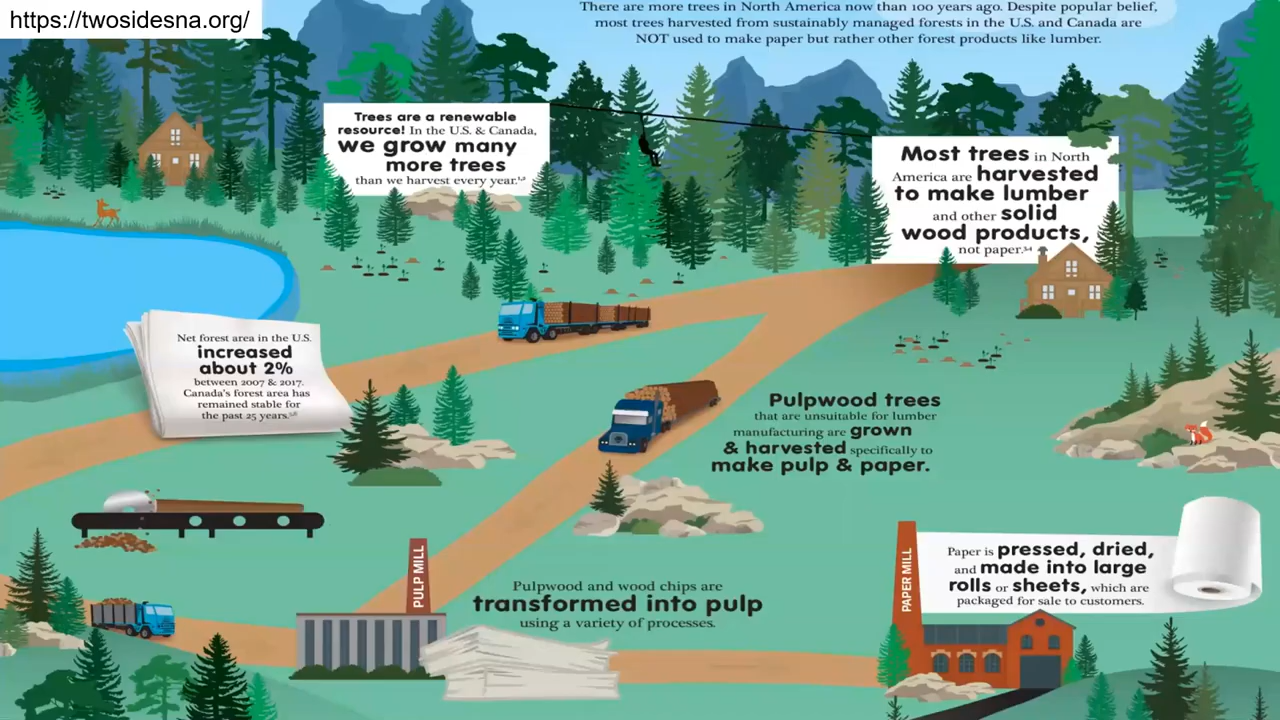 https://twosidesna.org/
There are more trees in North America now than 100 years ago. Despite popular belief,
most trees harvested from sustainably managed forests in the U.S. and Canada are
NOT used to make paper but rather other forest products like lumber.
Trees are a renewable
resource! In the U.S. & Canada,
we grow many
more trees
than we harvest every year.¹,²
Most trees in North
America are harvested
to make lumber
and other solid
wood products,
not paper.³,⁴
Net forest area in the U.S.
increased
about 2%
between 2007 & 2017.
Canada's forest area has
remained stable for
the past 25 years.
Pulpwood trees
that are unsuitable for lumber
manufacturing are grown
& harvested specifically to
make pulp & paper.
PULP MILL
Pulpwood and wood chips are
transformed into pulp
using a variety of processes.
PAPER MILL
Paper is pressed, dried,
and made into large
rolls or sheets, which are
packaged for sale to customers.